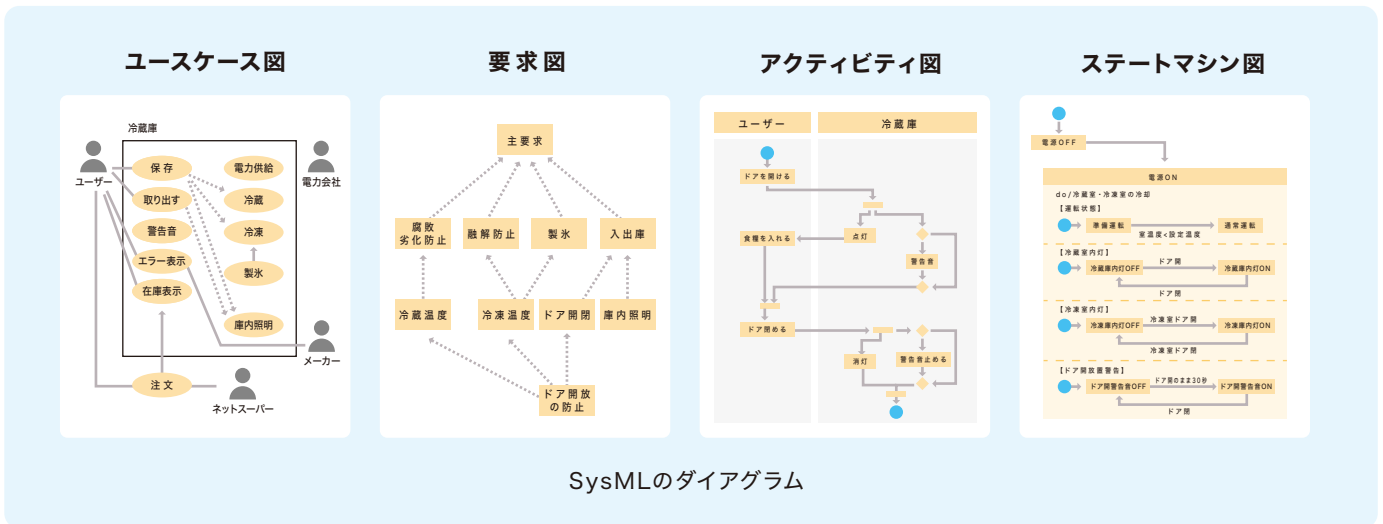 ユースケース図
冷蔵庫
ユーザー
保存
電力供給
電力会社
取り出す
冷蔵
警告音
冷凍
エラー表示
製氷
在庫表示
庫内照明
メーカー
注文
ネットスーパー
要求図
主要求
腐敗
劣化防止
融解防止
製氷
入出庫
冷蔵温度
冷凍温度
ドア開閉
庫内照明
ドア開放
の防止
アクティビティ図
ユーザー
冷蔵庫
ドアを開ける
食糧を入れる
点灯
警告音
ドア閉める
消灯
警告音止める
ステートマシン図
電源OFF
電源ON
do/冷蔵室・冷凍室の冷却
【運転状態】
準備運転
通常運転
室温度<設定温度
【冷蔵室内灯】
冷蔵庫内灯OFF
ドア開
冷蔵庫内灯ON
ドア閉
【冷凍室内灯】
冷凍庫内灯OFF
冷凍室ドア開
冷凍庫内灯ON
冷凍室ドア閉
【ドア開放置警告】
ドア開警告音OFF
ドア開のまま30秒
ドア開警告音ON
ドア閉
SysMLのダイアグラム